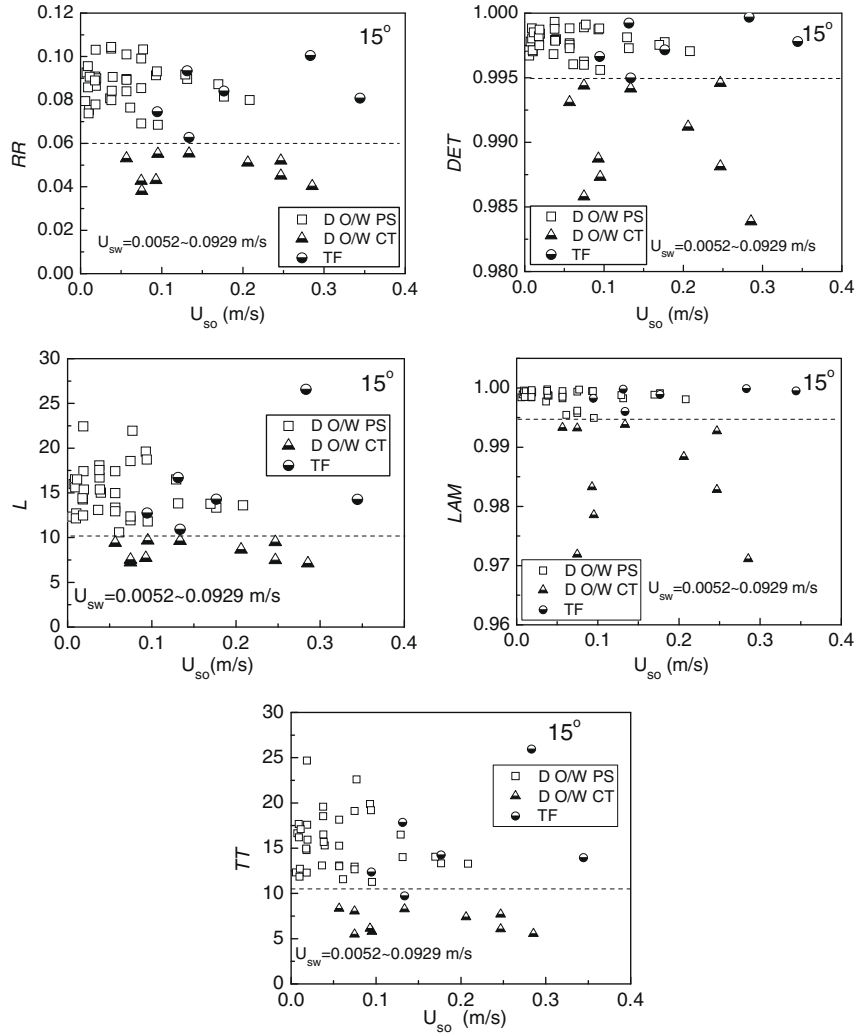 0.12
0.10
0.08
0.06
0.04
0.02
0.00
RR
15°
D O/W PS
D O/W CT
TF
U_sw=0.0052~0.0929 m/s
0.0 0.1 0.2 0.3 0.4
U_so (m/s)
1.000
0.995
0.990
0.985
0.980
DET
15°
D O/W PS
D O/W CT
TF
U_sw=0.0052~0.0929 m/s
0.0 0.1 0.2 0.3 0.4
U_so (m/s)
30
25
20
15
10
5
0
L
15°
D O/W PS
D O/W CT
TF
U_sw=0.0052~0.0929 m/s
0.0 0.1 0.2 0.3 0.4
U_so(m/s)
1.00
0.99
0.98
0.97
0.96
LAM
15°
D O/W PS
D O/W CT
TF
U_sw=0.0052~0.0929 m/s
0.0 0.1 0.2 0.3 0.4
U_so (m/s)
30
25
20
15
10
5
0
TT
15°
D O/W PS
D O/W CT
TF
U_sw=0.0052~0.0929 m/s
0.0 0.1 0.2 0.3 0.4
U_so (m/s)